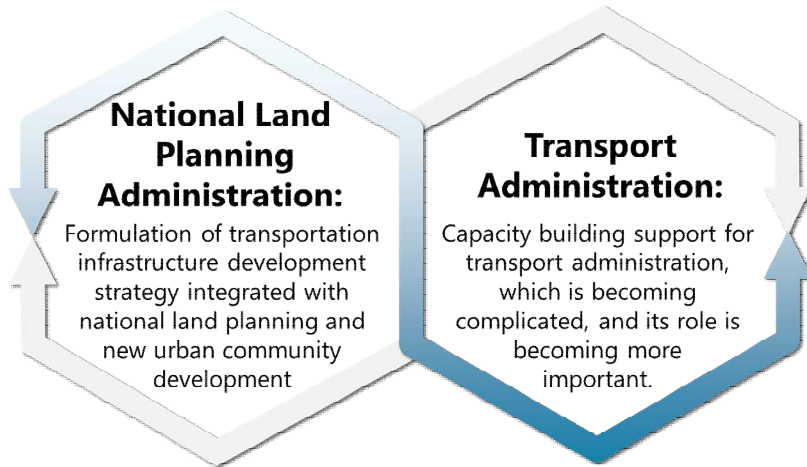 National Land
Planning
Administration:
Formulation of transportation
infrastructure development
strategy integrated with
national land planning and
new urban community
development
Transport
Administration:
Capacity building support for
transport administration,
which is becoming
complicated, and its role is
becoming more
important.